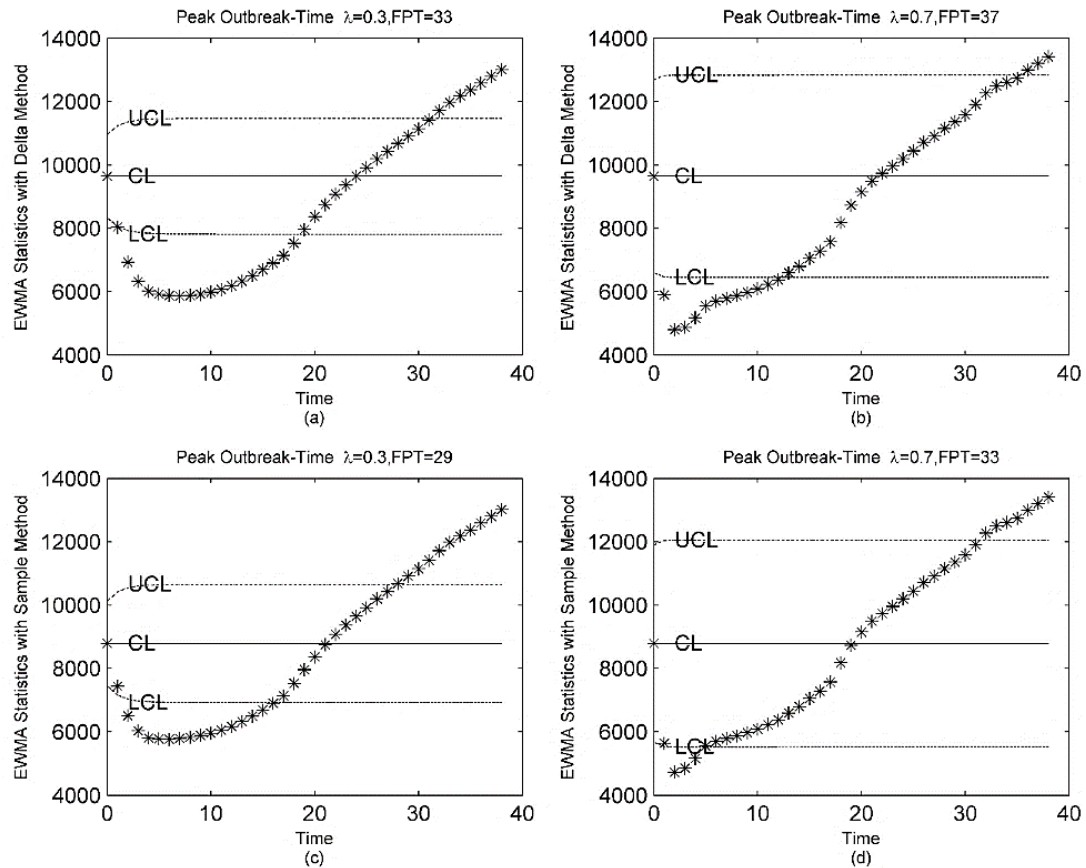 Peak Outbreak-Time λ=0.3,FPT=33
EWMA Statistics with Delta Method
14000
12000
10000
8000
6000
4000
UCL
CL
LCL
0
10
20
30
40
Time
(a)
Peak Outbreak-Time λ=0.7,FPT=37
EWMA Statistics with Delta Method
14000
12000
10000
8000
6000
4000
UCL
CL
LCL
0
10
20
30
40
Time
(b)
Peak Outbreak-Time λ=0.3,FPT=29
EWMA Statistics with Sample Method
14000
12000
10000
8000
6000
4000
UCL
CL
LCL
0
10
20
30
40
Time
(c)
Peak Outbreak-Time λ=0.7,FPT=33
EWMA Statistics with Sample Method
14000
12000
10000
8000
6000
4000
UCL
CL
LCL
0
10
20
30
40
Time
(d)